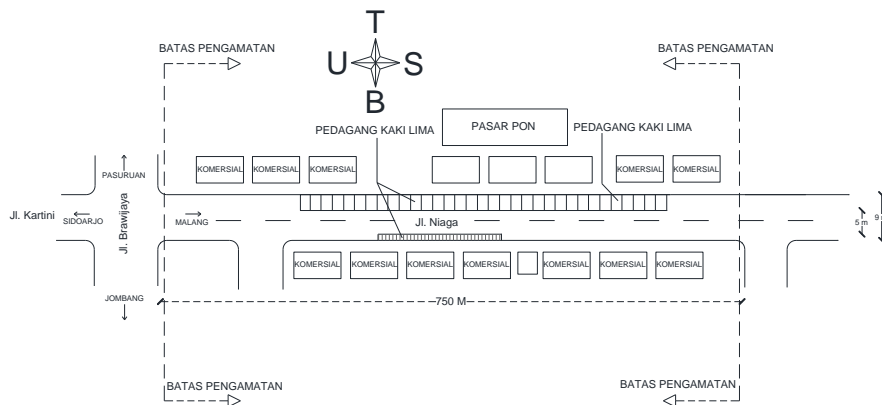 T
BATAS PENGAMATAN
BATAS PENGAMATAN
U
S
B
PEDAGANG KAKI LIMA
PASAR PON
PEDAGANG KAKI LIMA
KOMERSIAL
KOMERSIAL
KOMERSIAL
KOMERSIAL
KOMERSIAL
PASURUAN
Jl. Kartini
SIDOARJO
Jl. Brawijaya
MALANG
Jl. Niaga
5 m
9
KOMERSIAL
KOMERSIAL
KOMERSIAL
KOMERSIAL
KOMERSIAL
KOMERSIAL
KOMERSIAL
JOMBANG
750 M
BATAS PENGAMATAN
BATAS PENGAMATAN